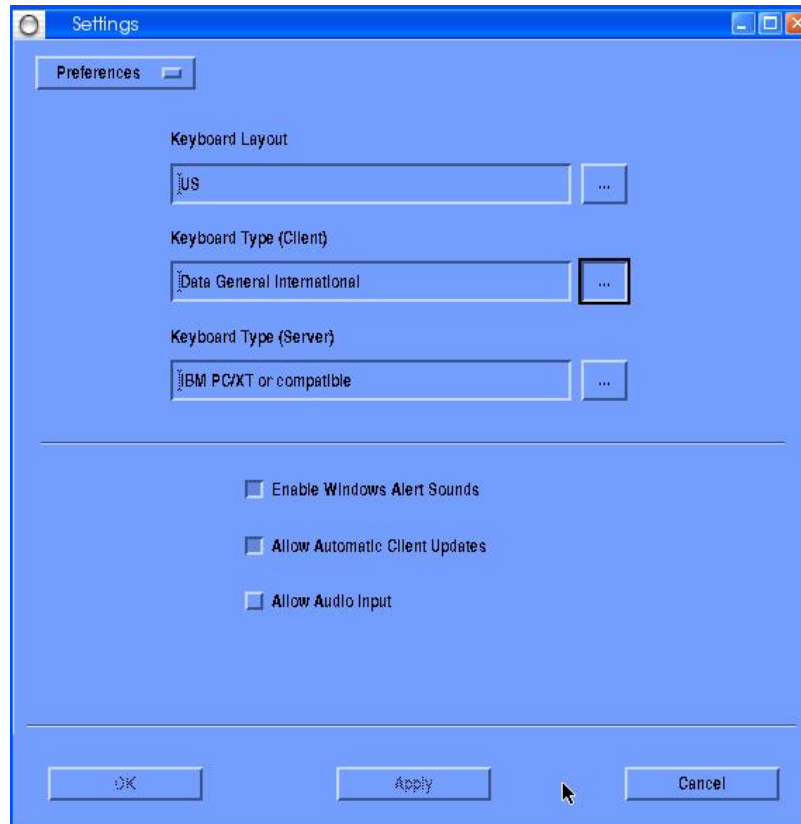 Settings
Preferences
Keyboard Layout
US
...
Keyboard Type (Client)
Data General International
...
Keyboard Type (Server)
IBM PC/XT or compatible
...
Enable Windows Alert Sounds
Allow Automatic Client Updates
Allow Audio Input
OK Apply Cancel